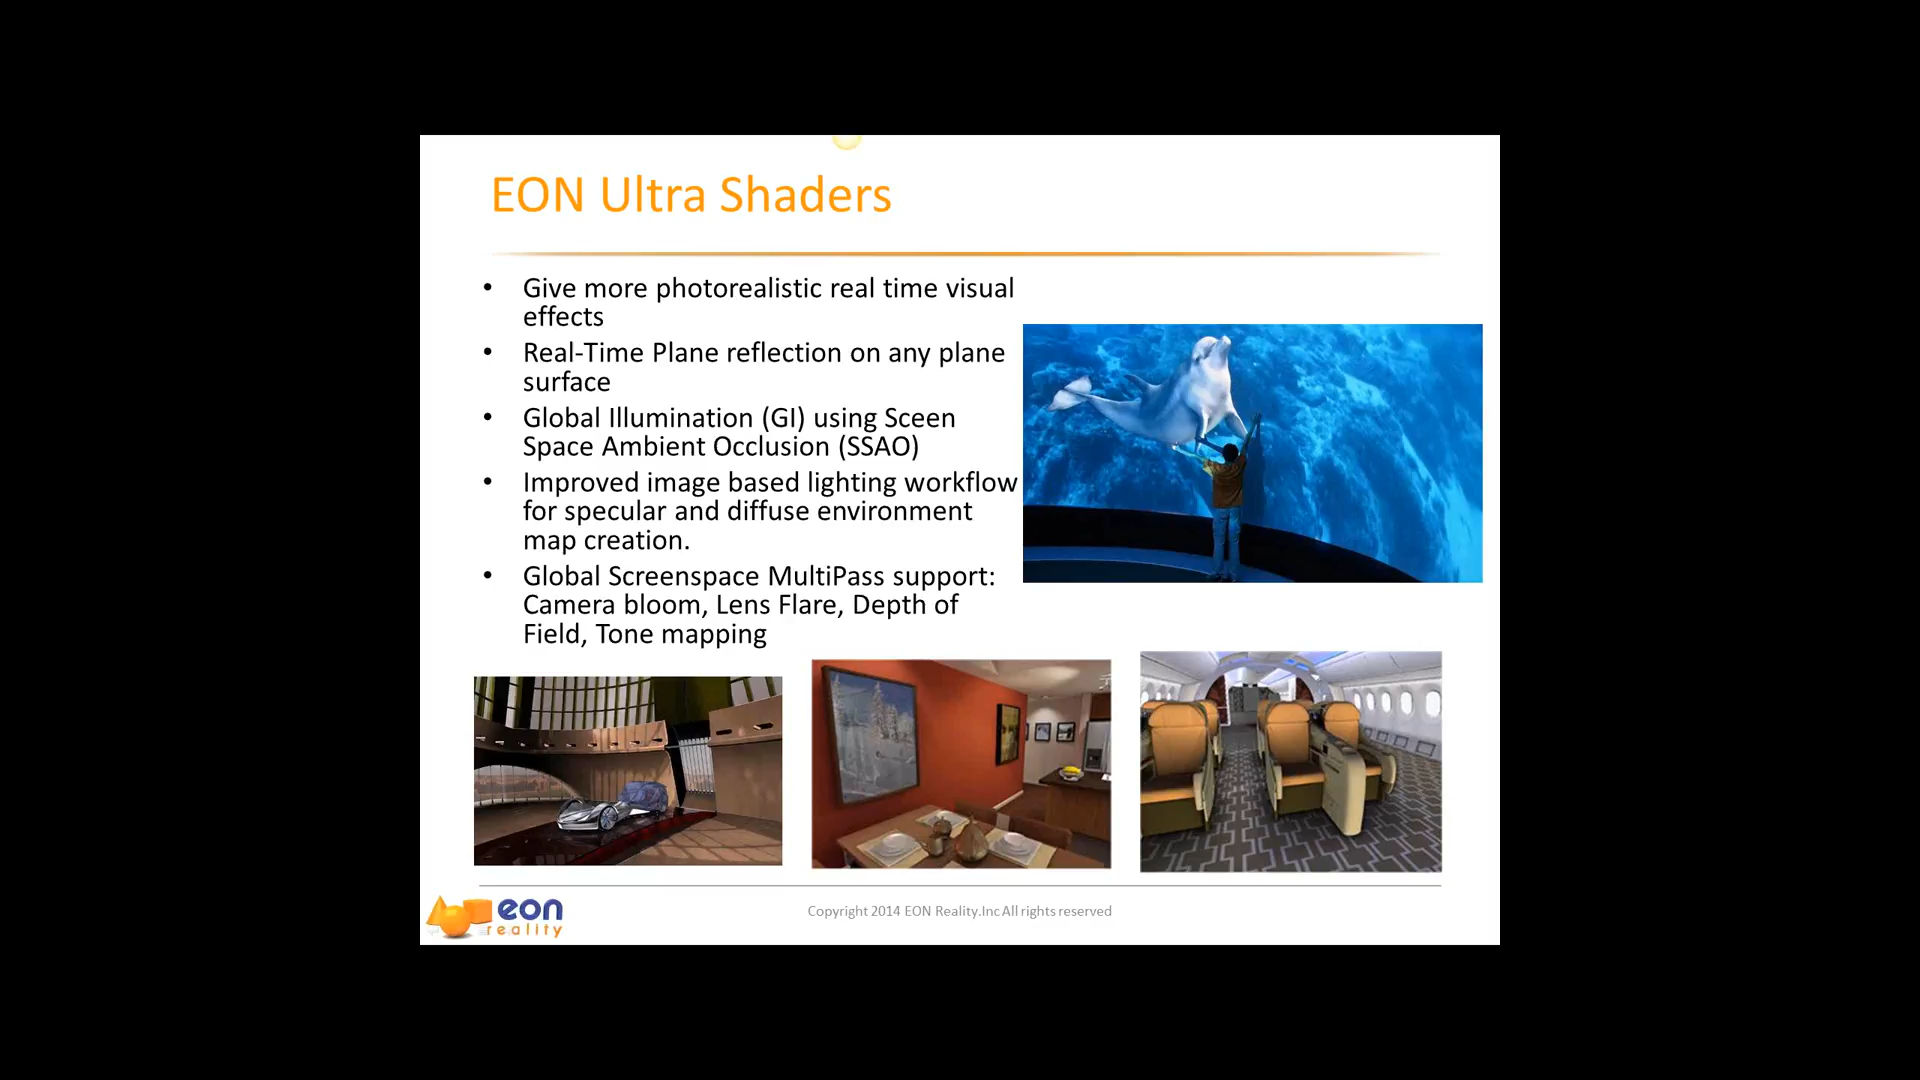 EON Ultra Shaders
• Give more photorealistic real time visual
effects
• Real-Time Plane reflection on any plane
surface
• Global Illumination (GI) using Sceen
Space Ambient Occlusion (SSAO)
• Improved image based lighting workflow
for specular and diffuse environment
map creation.
• Global Screenspace MultiPass support:
Camera bloom, Lens Flare, Depth of
Field, Tone mapping
eon
reality
Copyright 2014 EON Reality.Inc All rights reserved